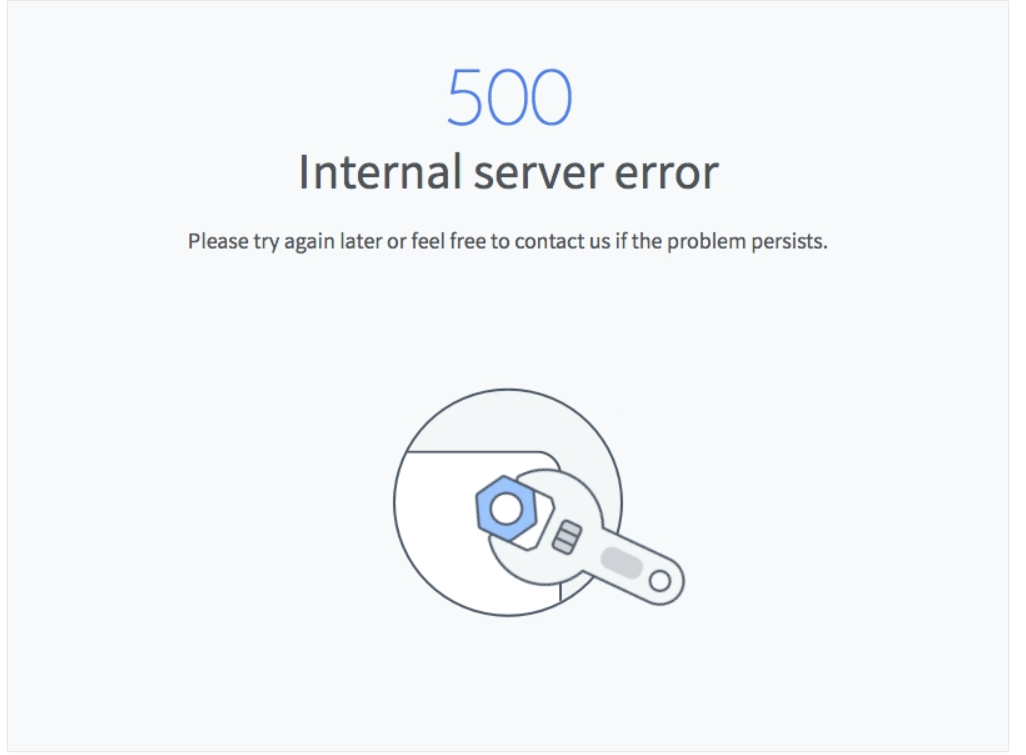 500
Internal server error
Please try again later or feel free to contact us if the problem persists.